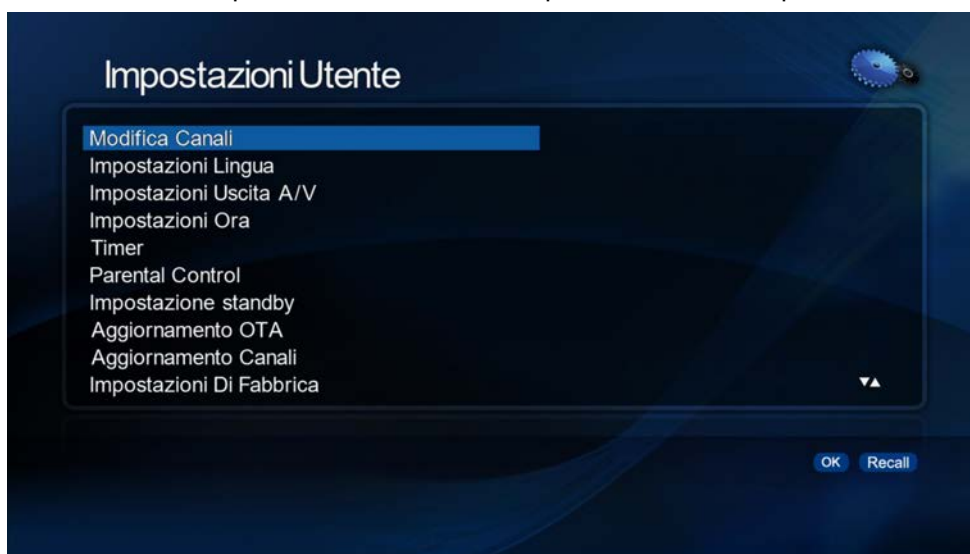 Impostazioni Utente
Modifica Canali
Impostazioni Lingua
Impostazioni Uscita A/V
Impostazioni Ora
Timer
Parental Control
Impostazione standby
Aggiornamento OTA
Aggiornamento Canali
Impostazioni Di Fabbrica
OK Recall